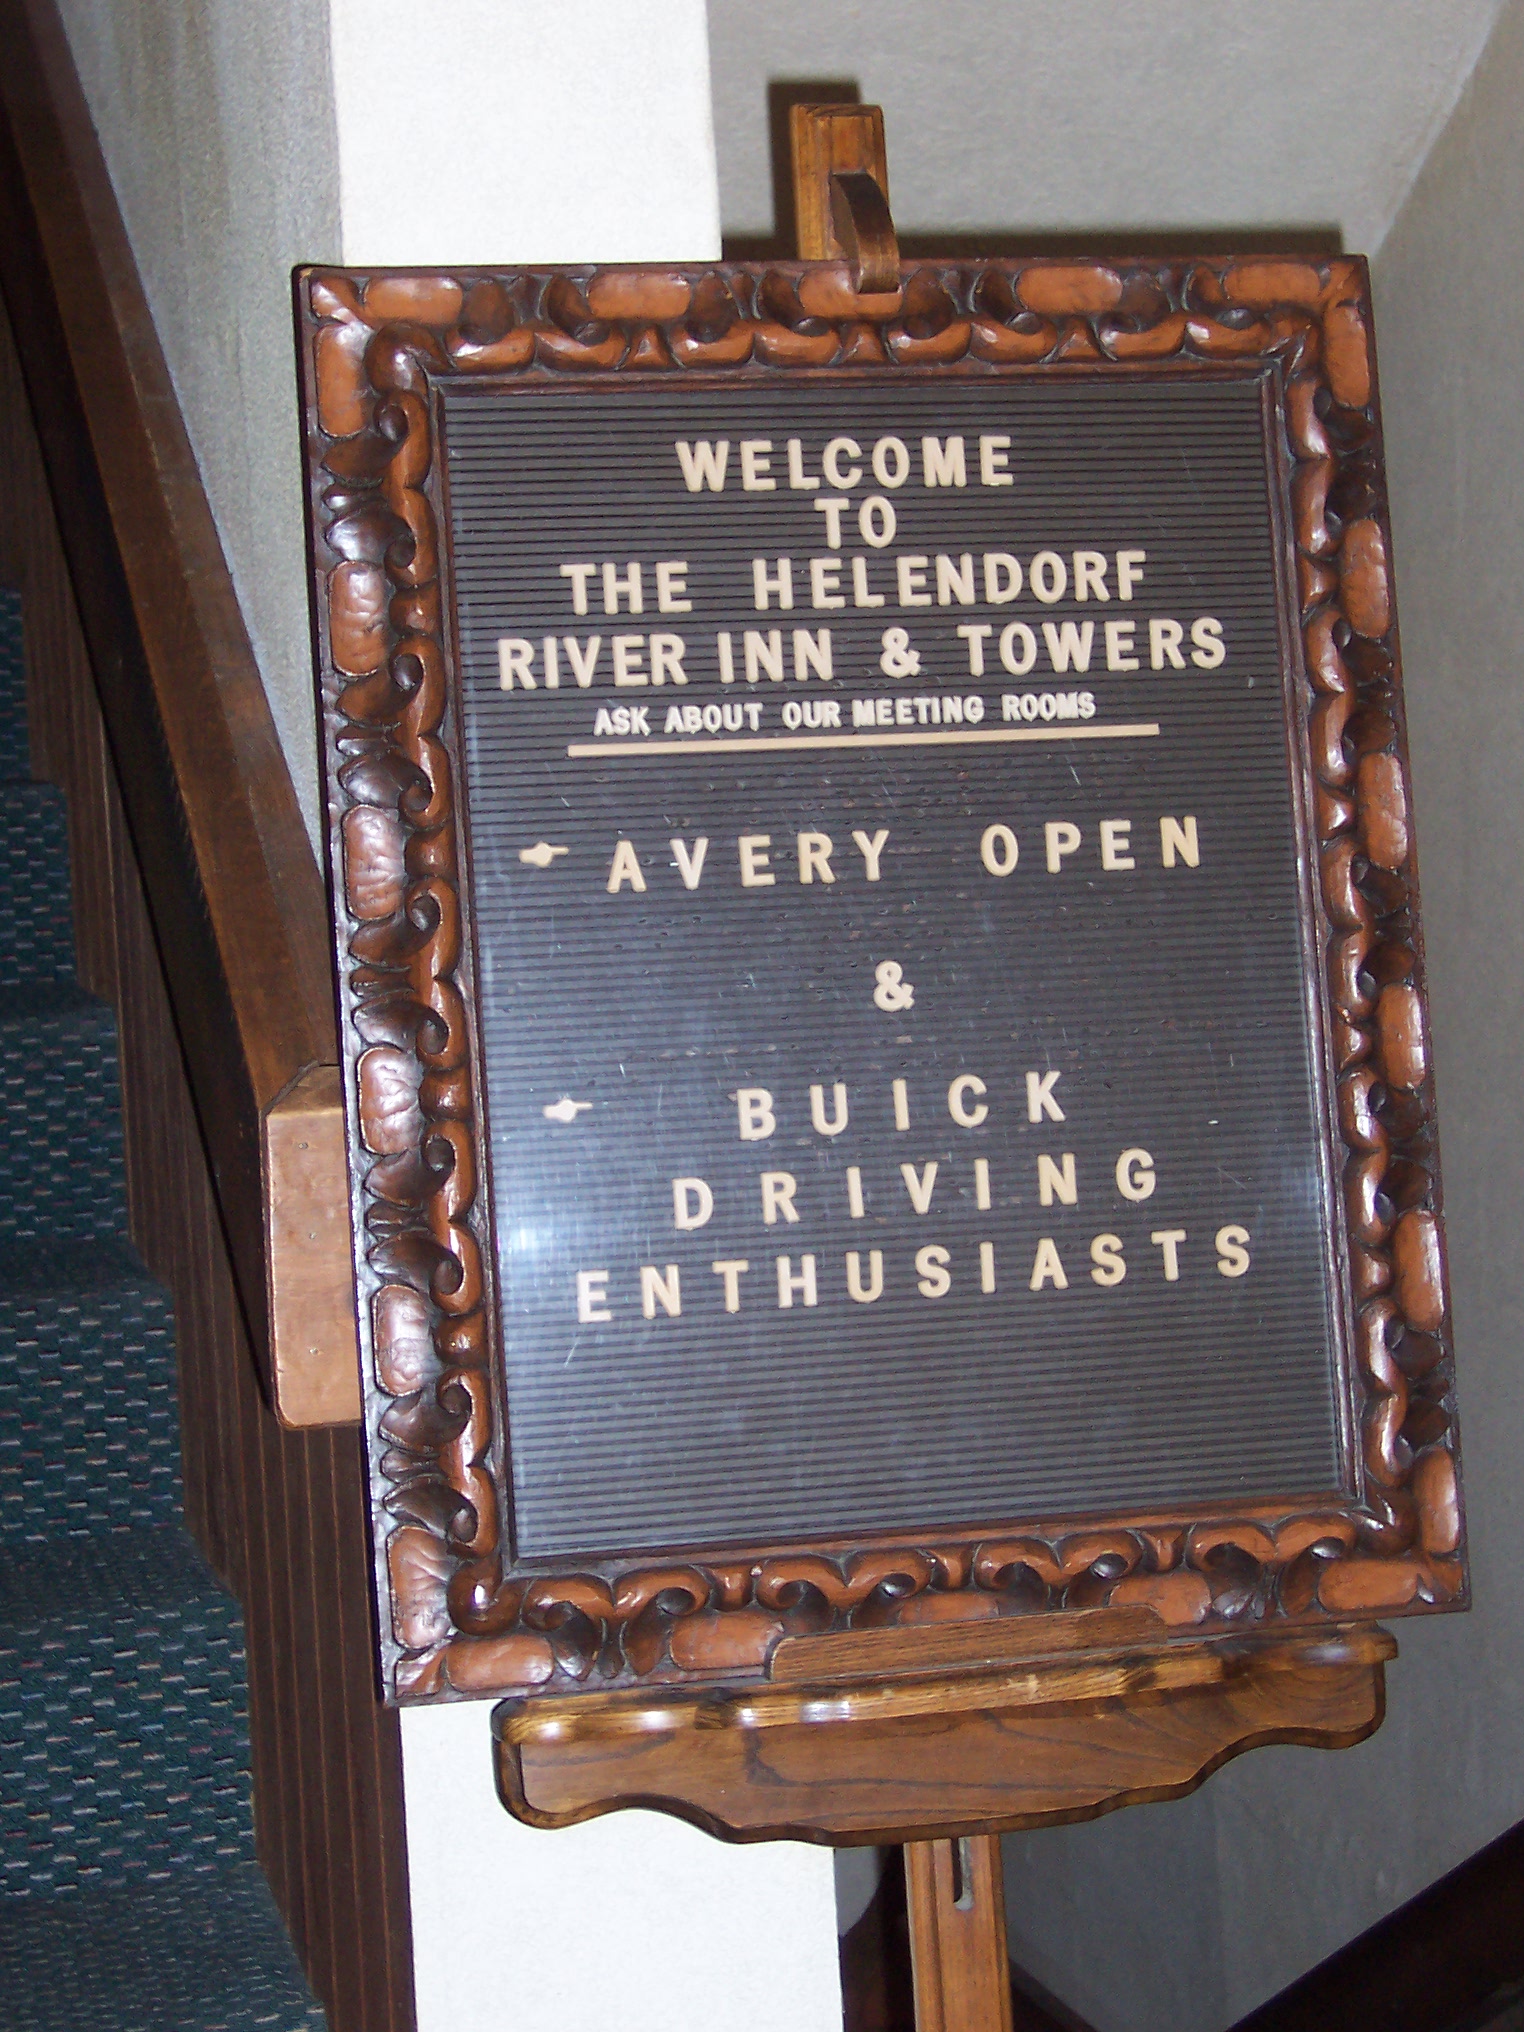 WELCOME
TO
THE HELENDORF
RIVER INN & TOWERS
ASK ABOUT OUR MEETING ROOMS
AVERY OPEN
&
BUICK
DRIVING
ENTHUSIASTS